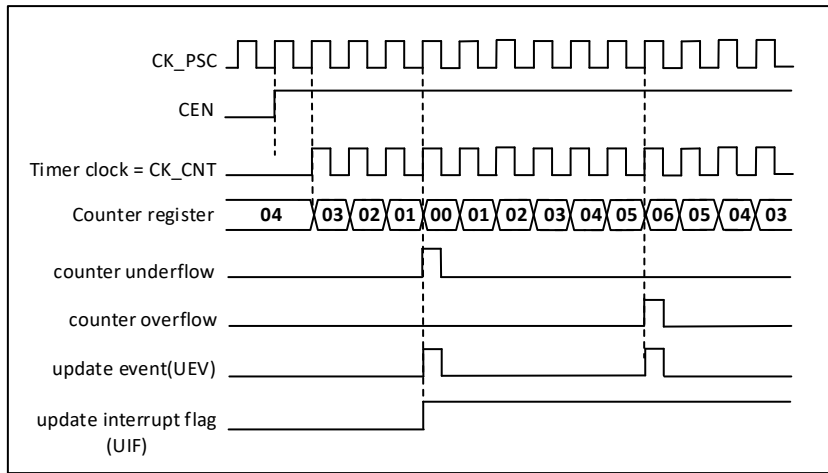 CK_PSC
CEN
Timer clock = CK_CNT
Counter register 04 03 02 01 00 01 02 03 04 05 06 05 04 03
counter underflow
counter overflow
update event(UEV)
update interrupt flag
(UIF)